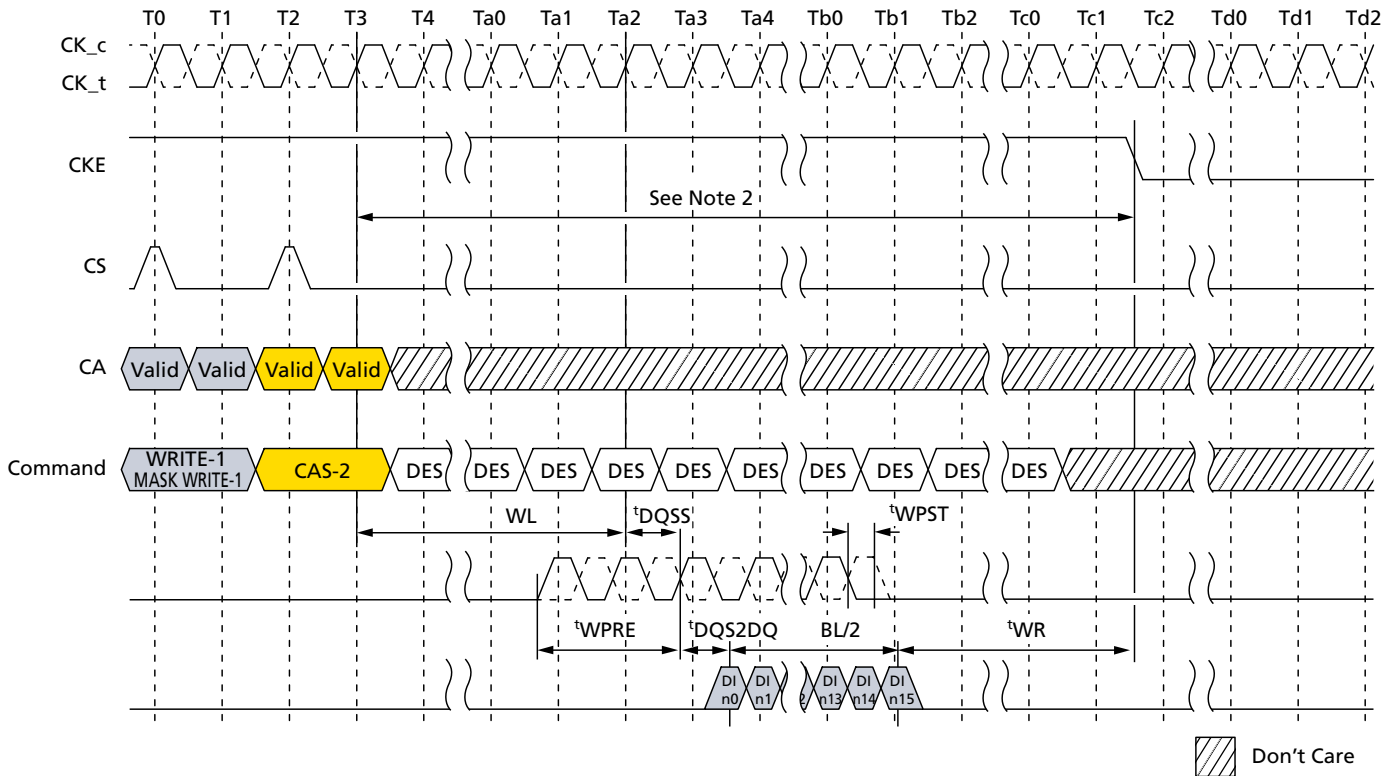 T0 T1 T2 T3 T4 Ta0 Ta1 Ta2 Ta3 Ta4 Tb0 Tb1 Tb2 Tc0 Tc1 Tc2 Td0 Td1 Td2
CK_c
CK_t
CKE
See Note 2
CS
CA Valid Valid Valid Valid
Command WRITE-1 MASK WRITE-1 CAS-2 DES DES DES DES DES DES DES DES DES DES
WL tDQSS tWPST
tWPRE tDQS2DQ BL/2 tWR
DI n0 DI n1 2 DI n13 DI n14 DI n15
Don't Care